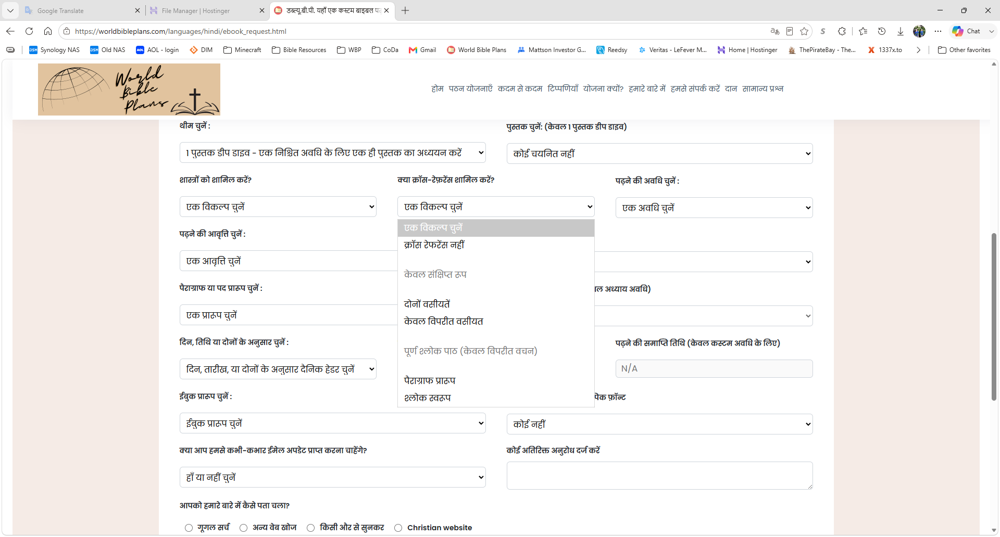 Google Translate
File Manager | Hostinger
डब्ल्यू.बी.पी. यहाँ एक कस्टम बाइबल
https://worldbibleplans.com/languages/hindi/ebook_request.html
Chat
Synology NAS
Old NAS
AOL - login
DIM
Minecraft
Bible Resources
WBP
CoDa
Gmail
World Bible Plans
Mattson Investor G...
Reedsy
Veritas - LeFever M...
Home | Hostinger
ThePirateBay - The...
1337x.to
Other favorites
World
Bible
Plans
होम पठन योजनाएँ कदम से कदम टिप्पणियाँ योजना क्यों? हमारे बारे में हमसे संपर्क करें दान सामान्य प्रश्न
थीम चुनें :
पुस्तक चुनें: (केवल 1 पुस्तक डीप डाइव)
1 पुस्तक डीप डाइव - एक निश्चित अवधि के लिए एक ही पुस्तक का अध्ययन करें
कोई चयनित नहीं
शास्त्रों को शामिल करें?
क्या क्रॉस-रेफ़रेंस शामिल करें?
पढ़ने की अवधि चुनें :
एक विकल्प चुनें
एक विकल्प चुनें
एक अवधि चुनें
एक विकल्प चुनें
क्रॉस रेफरेंस नहीं
केवल संक्षिप्त रूप
दोनों वसीयतें
केवल विपरीत वसीयत
पूर्ण श्लोक पाठ (केवल विपरीत वचन)
पैराग्राफ प्रारूप
श्लोक स्वरूप
पढ़ने की आवृत्ति चुनें :
एक आवृत्ति चुनें
पैराग्राफ या पद प्रारूप चुनें :
अध्याय अवधि)
एक प्रारूप चुनें
दिन, तिथि या दोनों के अनुसार चुनें :
पढ़ने की समाप्ति तिथि (केवल कस्टम अवधि के लिए)
दिन, तारीख, या दोनों के अनुसार दैनिक हेडर चुनें
N/A
ईबुक प्रारूप चुनें :
फ़ॉन्ट
ईबुक प्रारूप चुनें
कोई नहीं
क्या आप हमसे कभी-कभार ईमेल अपडेट प्राप्त करना चाहेंगे?
कोई अतिरिक्त अनुरोध दर्ज करें
हाँ या नहीं चुनें
आपको हमारे बारे में कैसे पता चला?
गूगल सर्च
अन्य वेब खोज
किसी और से सुनकर
Christian website